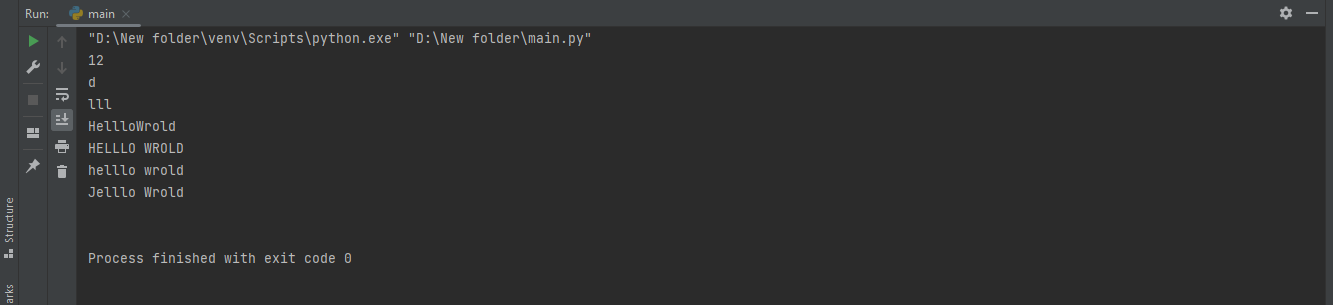 Run: main
"D:\New folder\venv\Scripts\python.exe" "D:\New folder\main.py"
12
d
lll
HellloWrold
HELLLO WROLD
helllo wrold
Jelllo Wrold
Process finished with exit code 0
Structure
arks